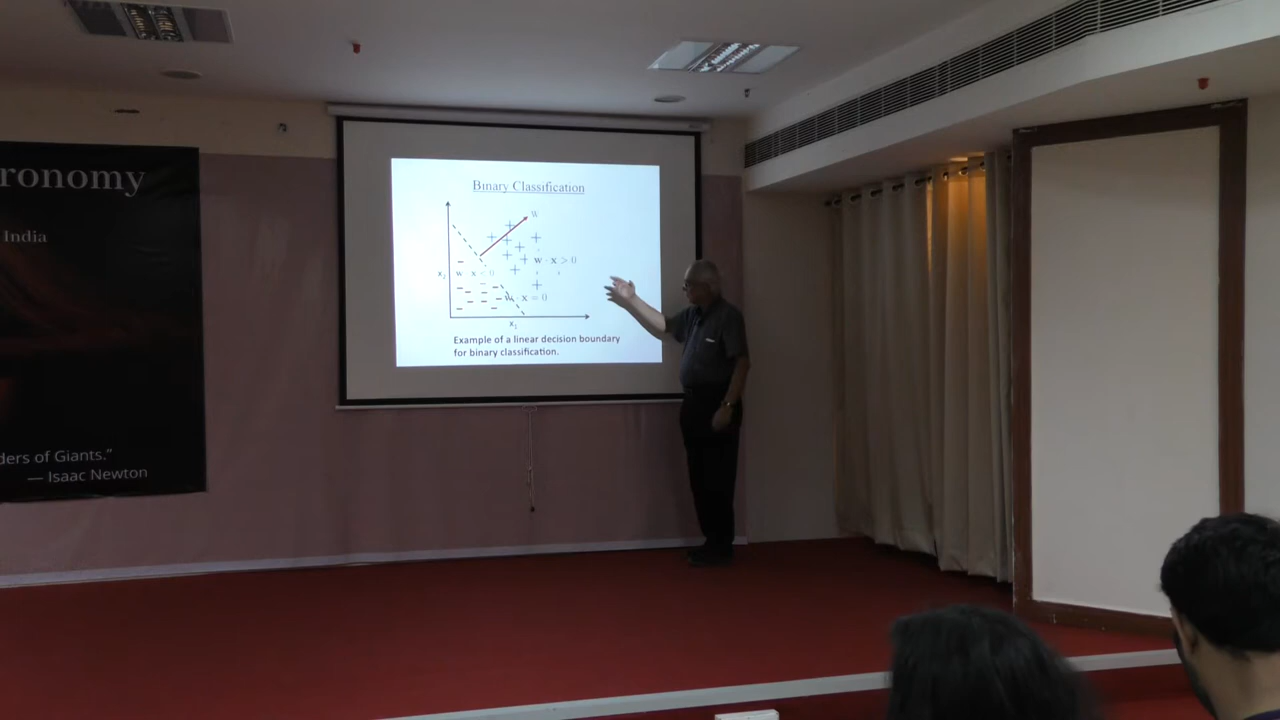 ronomy
India
ders of Giants.”
— Isaac Newton
Binary Classification
w
w · x > 0
x₂
w · x < 0
w · x = 0
x₁
Example of a linear decision boundary
for binary classification.